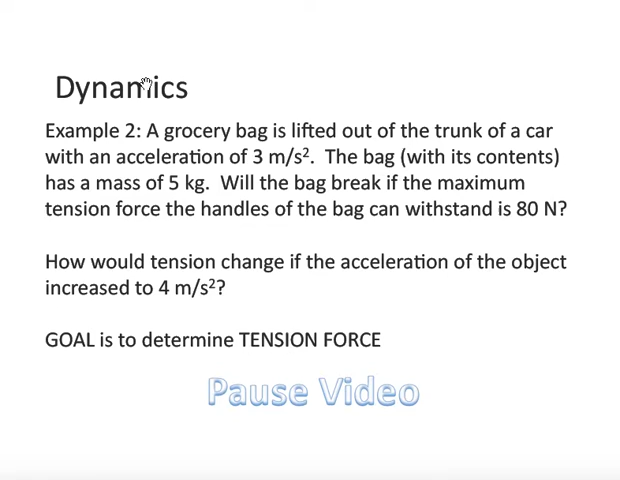 Dynamics
Example 2: A grocery bag is lifted out of the trunk of a car
with an acceleration of 3 m/s². The bag (with its contents)
has a mass of 5 kg. Will the bag break if the maximum
tension force the handles of the bag can withstand is 80 N?
How would tension change if the acceleration of the object
increased to 4 m/s²?
GOAL is to determine TENSION FORCE
Pause Video